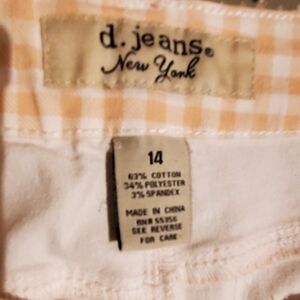 d.jeans®
New York
14
63% COTTON
34% POLYESTER
3% SPANDEX
MADE IN CHINA
RN# 55356
SEE REVERSE
FOR CARE